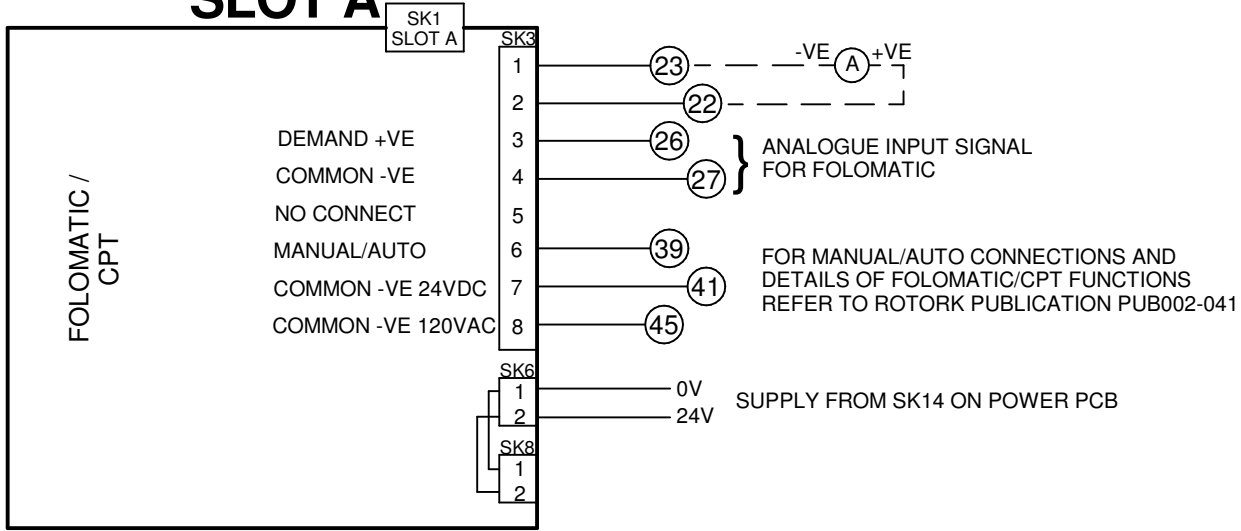 SLOT A
SK1
SLOT A
SK3
1
23
-VE
A
+VE
2
22
DEMAND +VE
3
26
COMMON -VE
4
27
}
ANALOGUE INPUT SIGNAL
FOR FOLOMATIC
NO CONNECT
5
MANUAL/AUTO
6
39
COMMON -VE 24VDC
7
41
COMMON -VE 120VAC
8
45
FOR MANUAL/AUTO CONNECTIONS AND
DETAILS OF FOLOMATIC/CPT FUNCTIONS
REFER TO ROTORK PUBLICATION PUB002-041
FOLOMATIC /
CPT
SK6
1
0V
2
24V
SUPPLY FROM SK14 ON POWER PCB
SK8
1
2